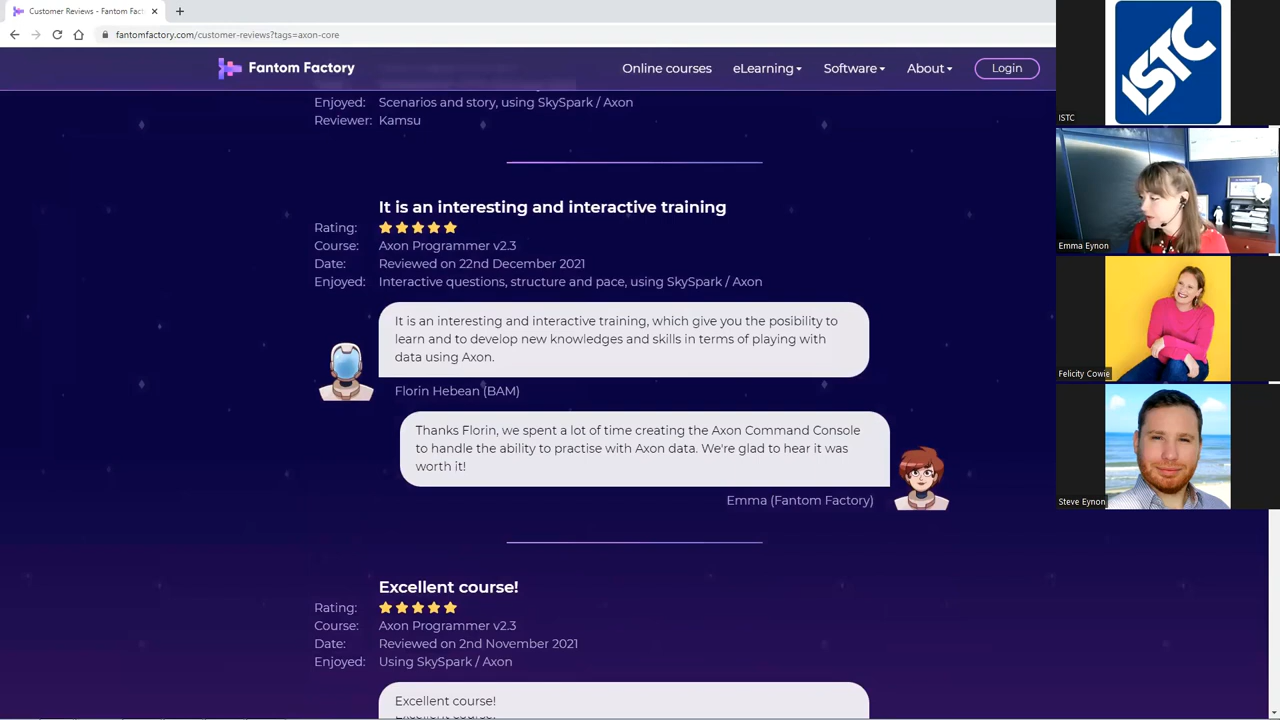 Customer Reviews - Fantom Fac
fantomfactory.com/customer-reviews?tags=axon-core
Fantom Factory
Online courses
eLearning
Software
About
Login
Enjoyed: Scenarios and story, using SkySpark / Axon
Reviewer: Kamsu
It is an interesting and interactive training
Rating:
Course: Axon Programmer v2.3
Date: Reviewed on 22nd December 2021
Enjoyed: Interactive questions, structure and pace, using SkySpark / Axon
It is an interesting and interactive training, which give you the posibility to
learn and to develop new knowledges and skills in terms of playing with
data using Axon.
Florin Hebean (BAM)
Thanks Florin, we spent a lot of time creating the Axon Command Console
to handle the ability to practise with Axon data. We're glad to hear it was
worth it!
Emma (Fantom Factory)
Excellent course!
Rating:
Course: Axon Programmer v2.3
Date: Reviewed on 2nd November 2021
Enjoyed: Using SkySpark / Axon
Excellent course!
Excellent course!
ISTC
ISTC
Emma Eynon
Felicity Cowie
Steve Eynon